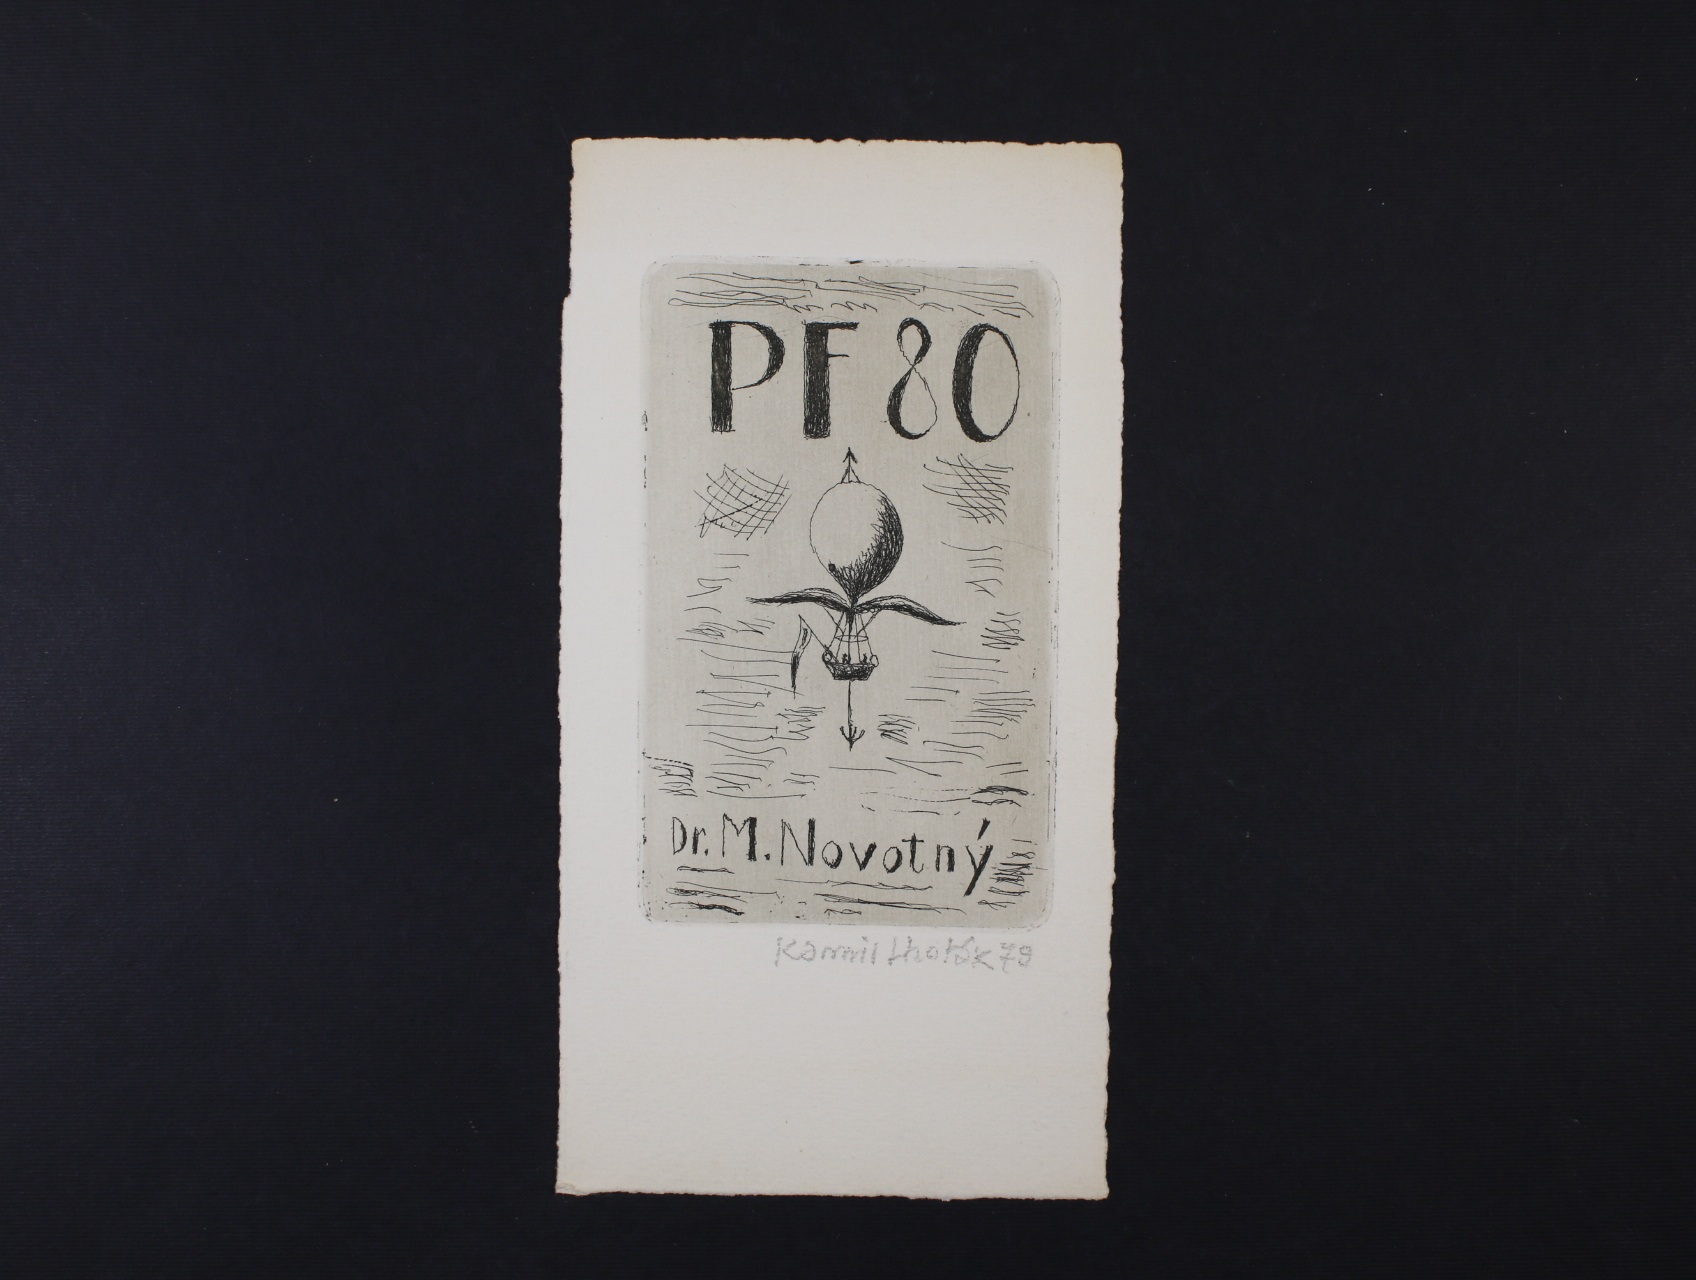 PF 80
Dr. M. Novotný
Kamil Lhoták 79